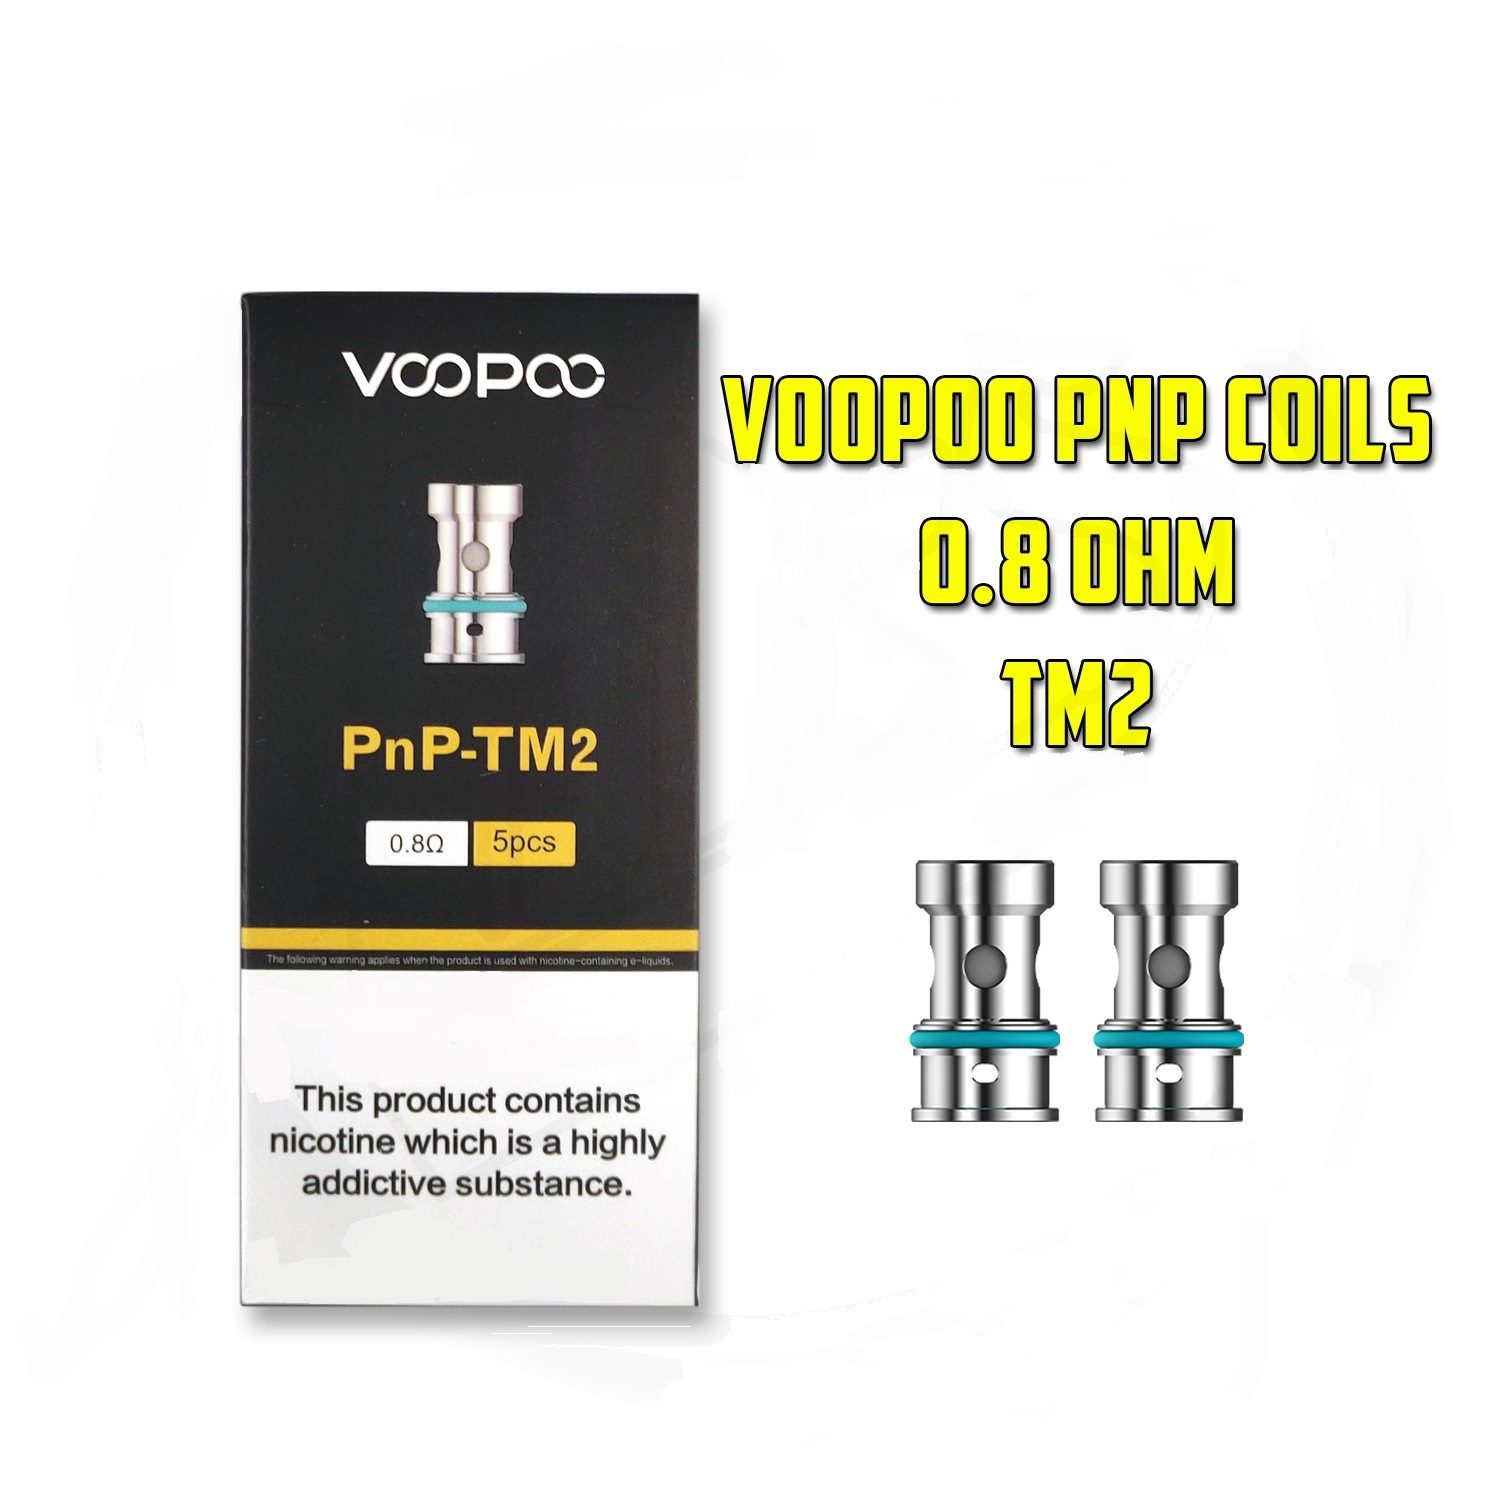 VOOPOO
PnP-TM2
0.8Ω 5pcs
The following warning applies when the product is used with nicotine-containing e-liquids.
This product contains
nicotine which is a highly
addictive substance.
VOOPOO PNP COILS
0.8 OHM
TM2